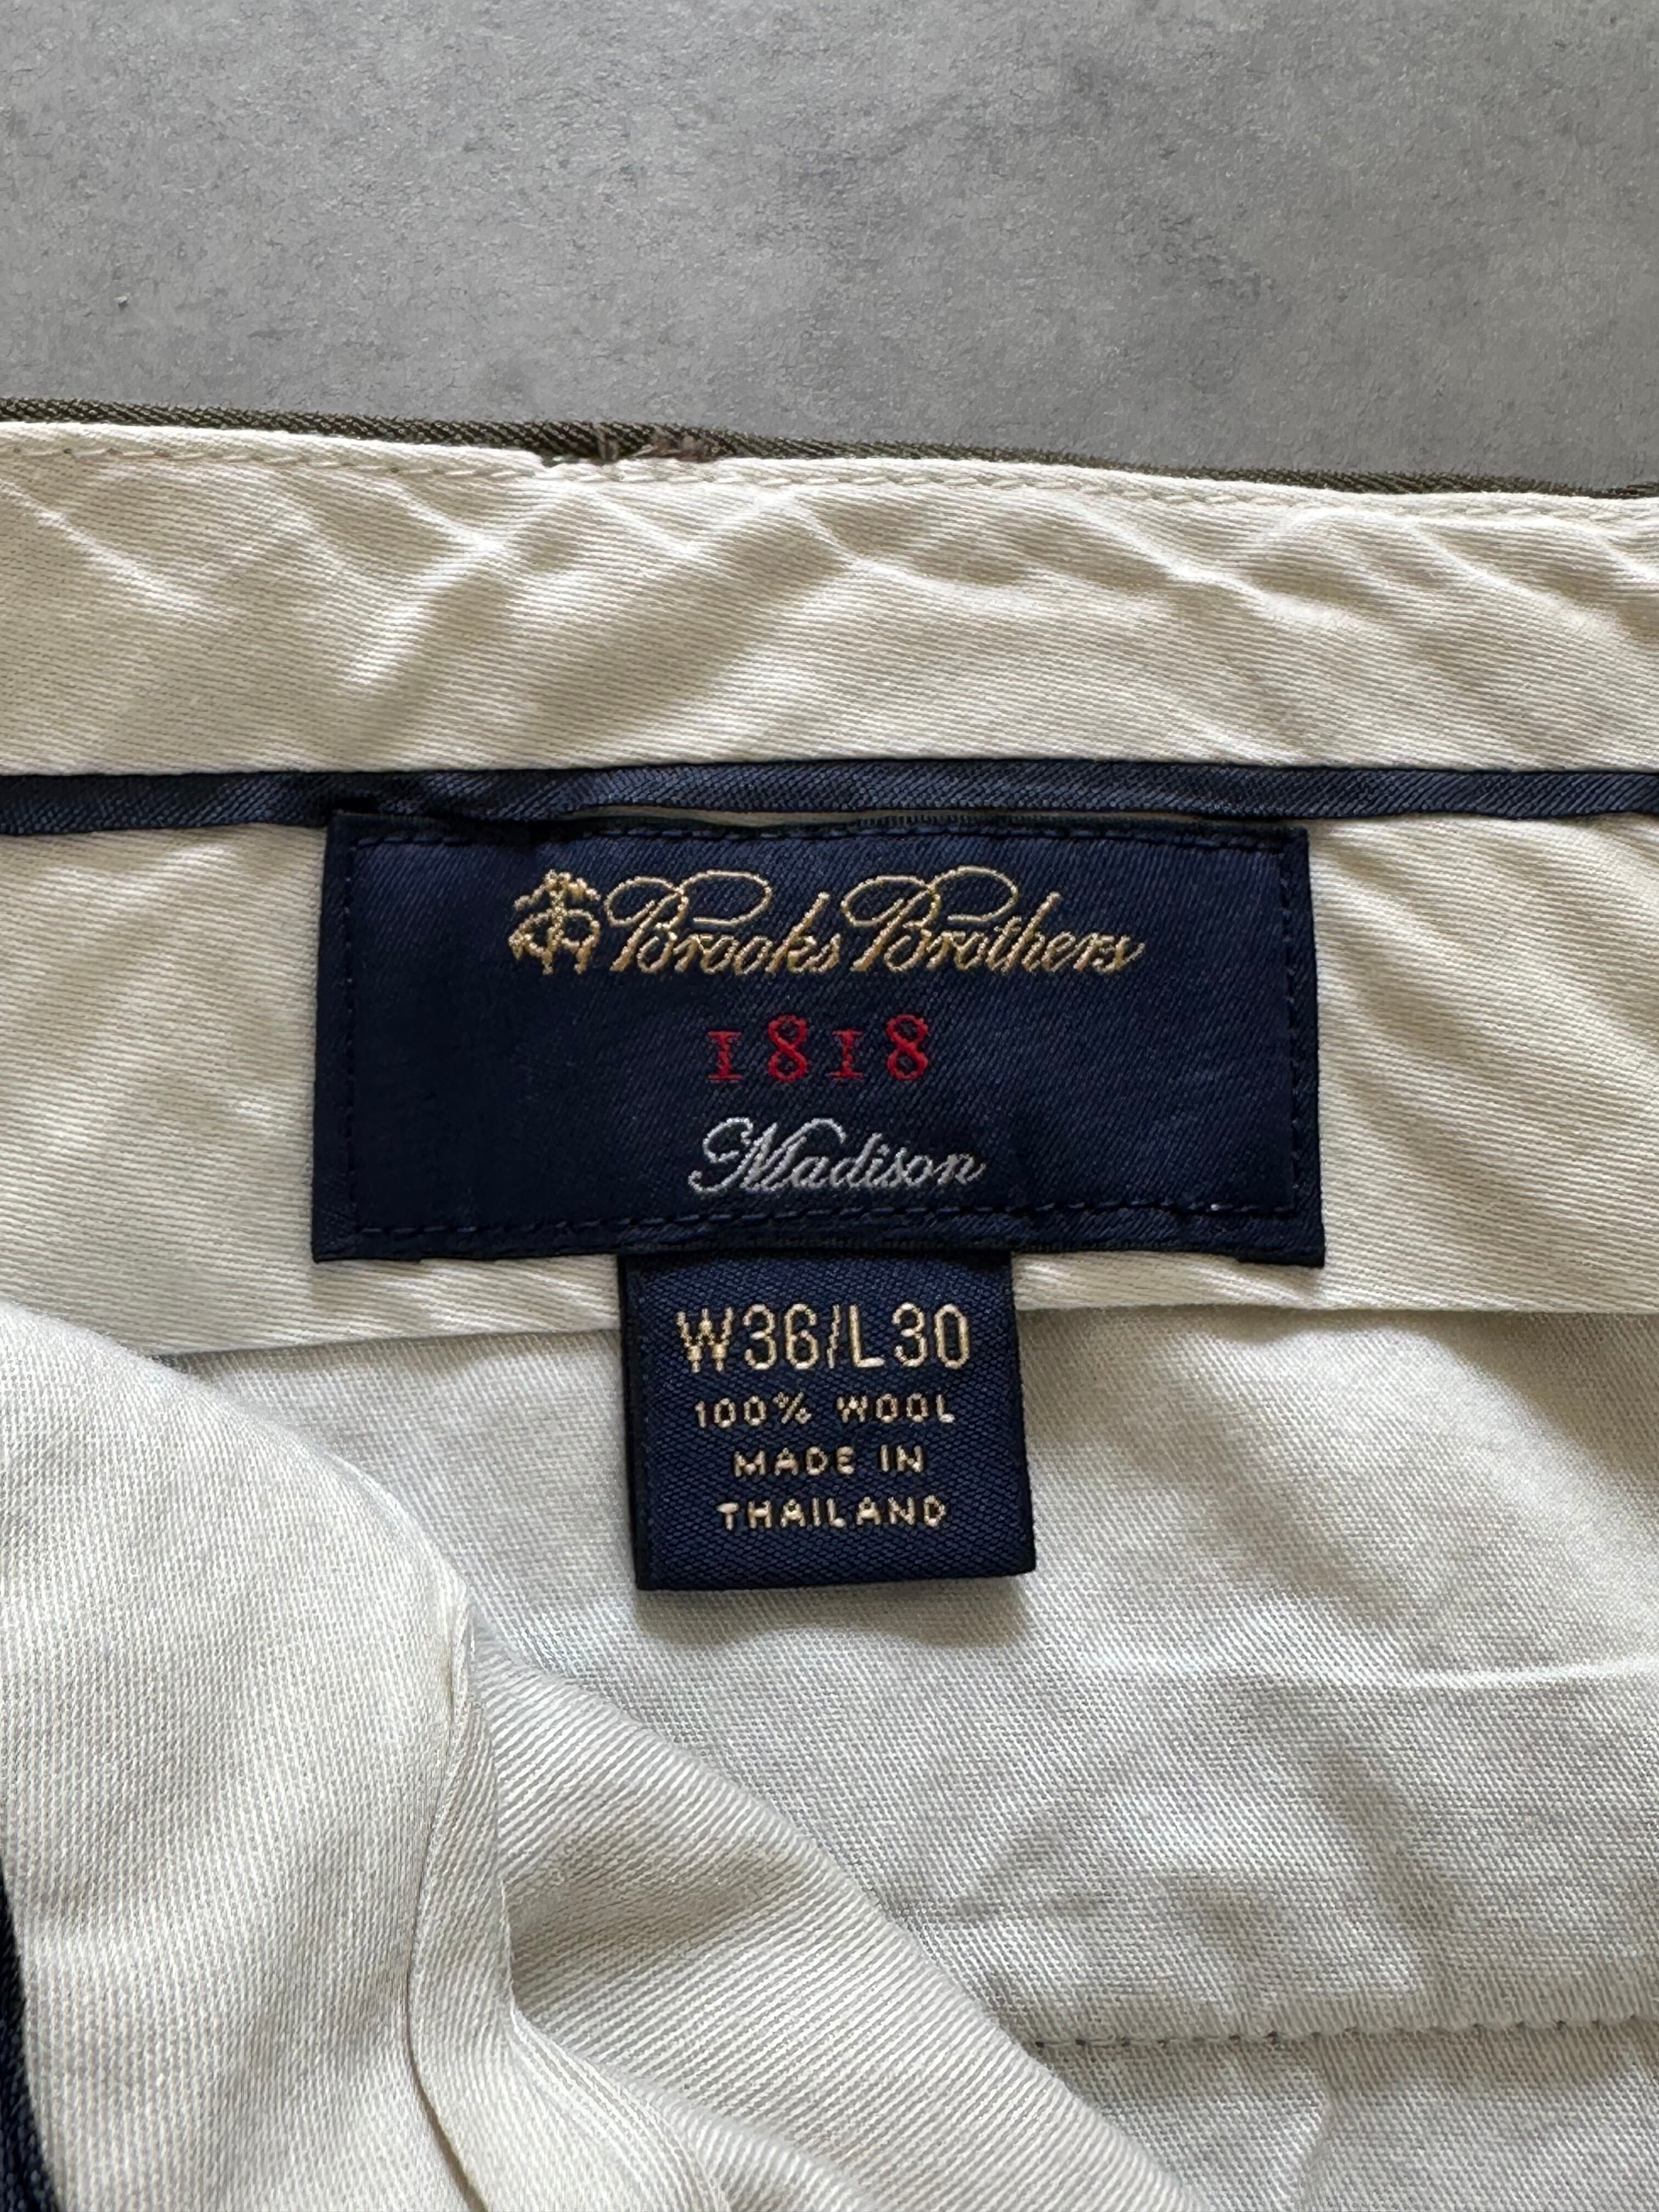 Brooks Brothers
1818
Madison
W36/L30
100% WOOL
MADE IN
THAILAND